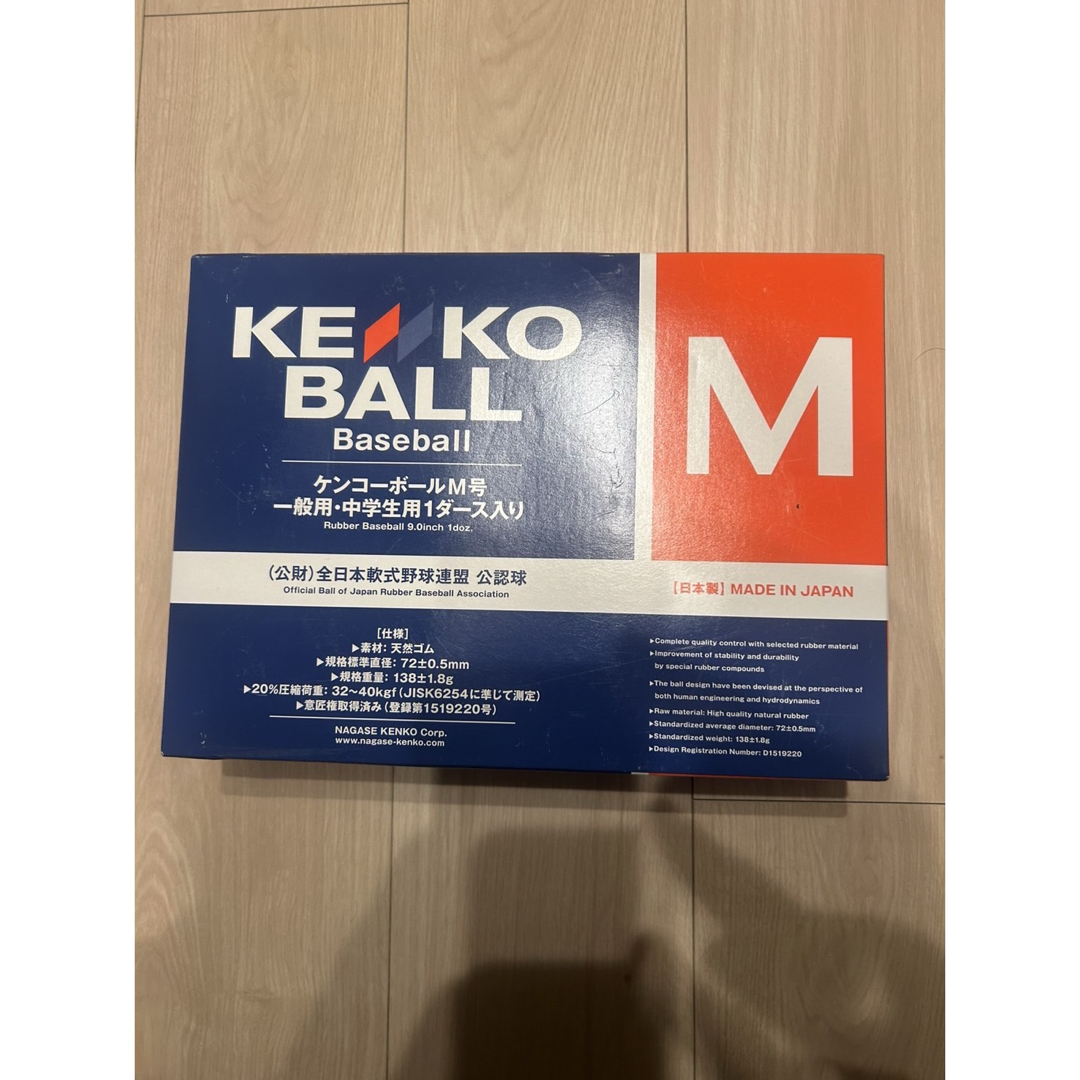 KENKO
BALL
Baseball
ケンコーボールM号
一般用・中学生用1ダース入り
Rubber Baseball 9.0inch 1doz.
M
(公財)全日本軟式野球連盟 公認球
Official Ball of Japan Rubber Baseball Association
【日本製】MADE IN JAPAN
[仕様]
▶素材: 天然ゴム
▶規格標準直径: 72±0.5mm
▶規格重量: 138±1.8g
▶20%圧縮荷重: 32~40kgf(JISK6254に準じて測定)
▶意匠権取得済み(登録第1519220号)
NAGASE KENKO Corp.
www.nagase-kenko.com
▶Complete quality control with selected rubber material
▶Improvement of stability and durability
by special rubber compounds
▶The ball design have been devised at the perspective of
both human engineering and hydrodynamics
▶Raw material: High quality natural rubber
▶Standardized average diameter: 72±0.5mm
▶Standardized weight: 138±1.8g
▶Design Registration Number: D1519220